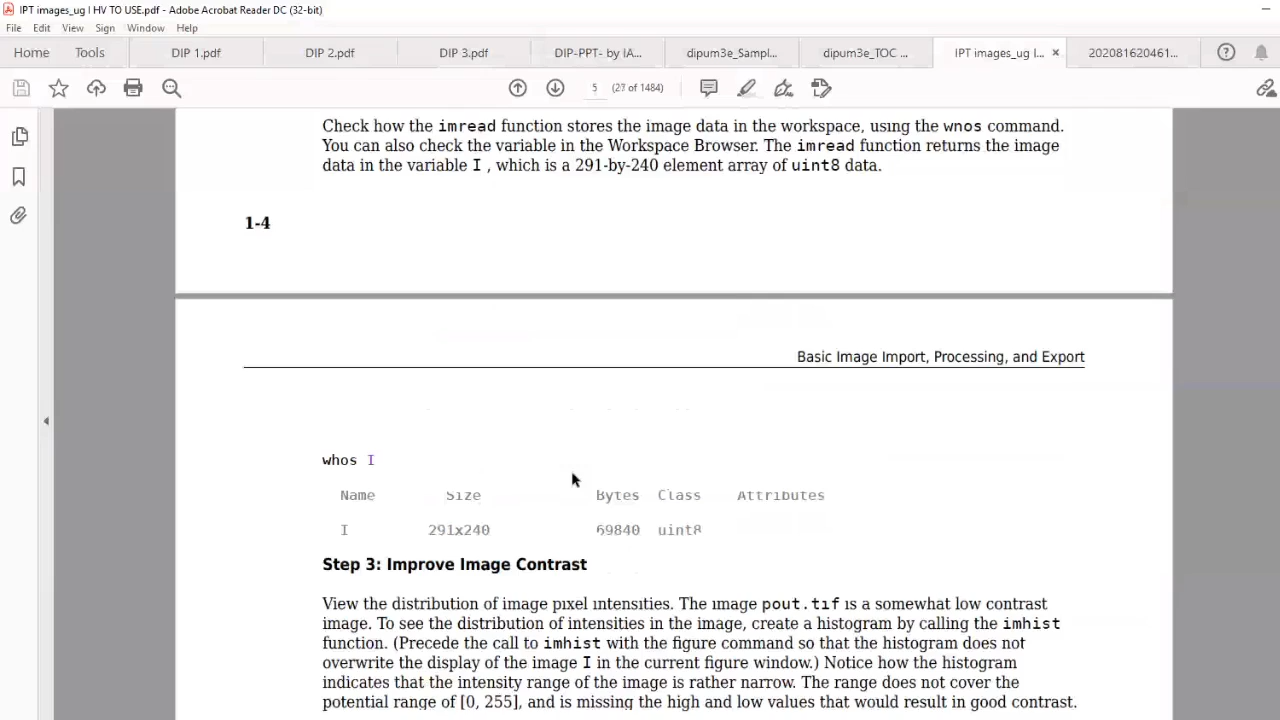 IPT images_ug I HV TO USE.pdf - Adobe Acrobat Reader DC (32-bit)
File Edit View Sign Window Help
Home Tools DIP 1.pdf DIP 2.pdf DIP 3.pdf DIP-PPT- by IA... dipum3e_Sampl... dipum3e_TOC ... IPT images_ug I... × 202081620461...
5 (27 of 1484)
Check how the imread function stores the image data in the workspace, using the wnos command.
You can also check the variable in the Workspace Browser. The imread function returns the image
data in the variable I , which is a 291-by-240 element array of uint8 data.
1-4
Basic Image Import, Processing, and Export
whos I
Name Size Bytes Class Attributes
I 291x240 69840 uint8
Step 3: Improve Image Contrast
View the distribution of image pixel intensities. The image pout.tif is a somewhat low contrast
image. To see the distribution of intensities in the image, create a histogram by calling the imhist
function. (Precede the call to imhist with the figure command so that the histogram does not
overwrite the display of the image I in the current figure window.) Notice how the histogram
indicates that the intensity range of the image is rather narrow. The range does not cover the
potential range of [0, 255], and is missing the high and low values that would result in good contrast.